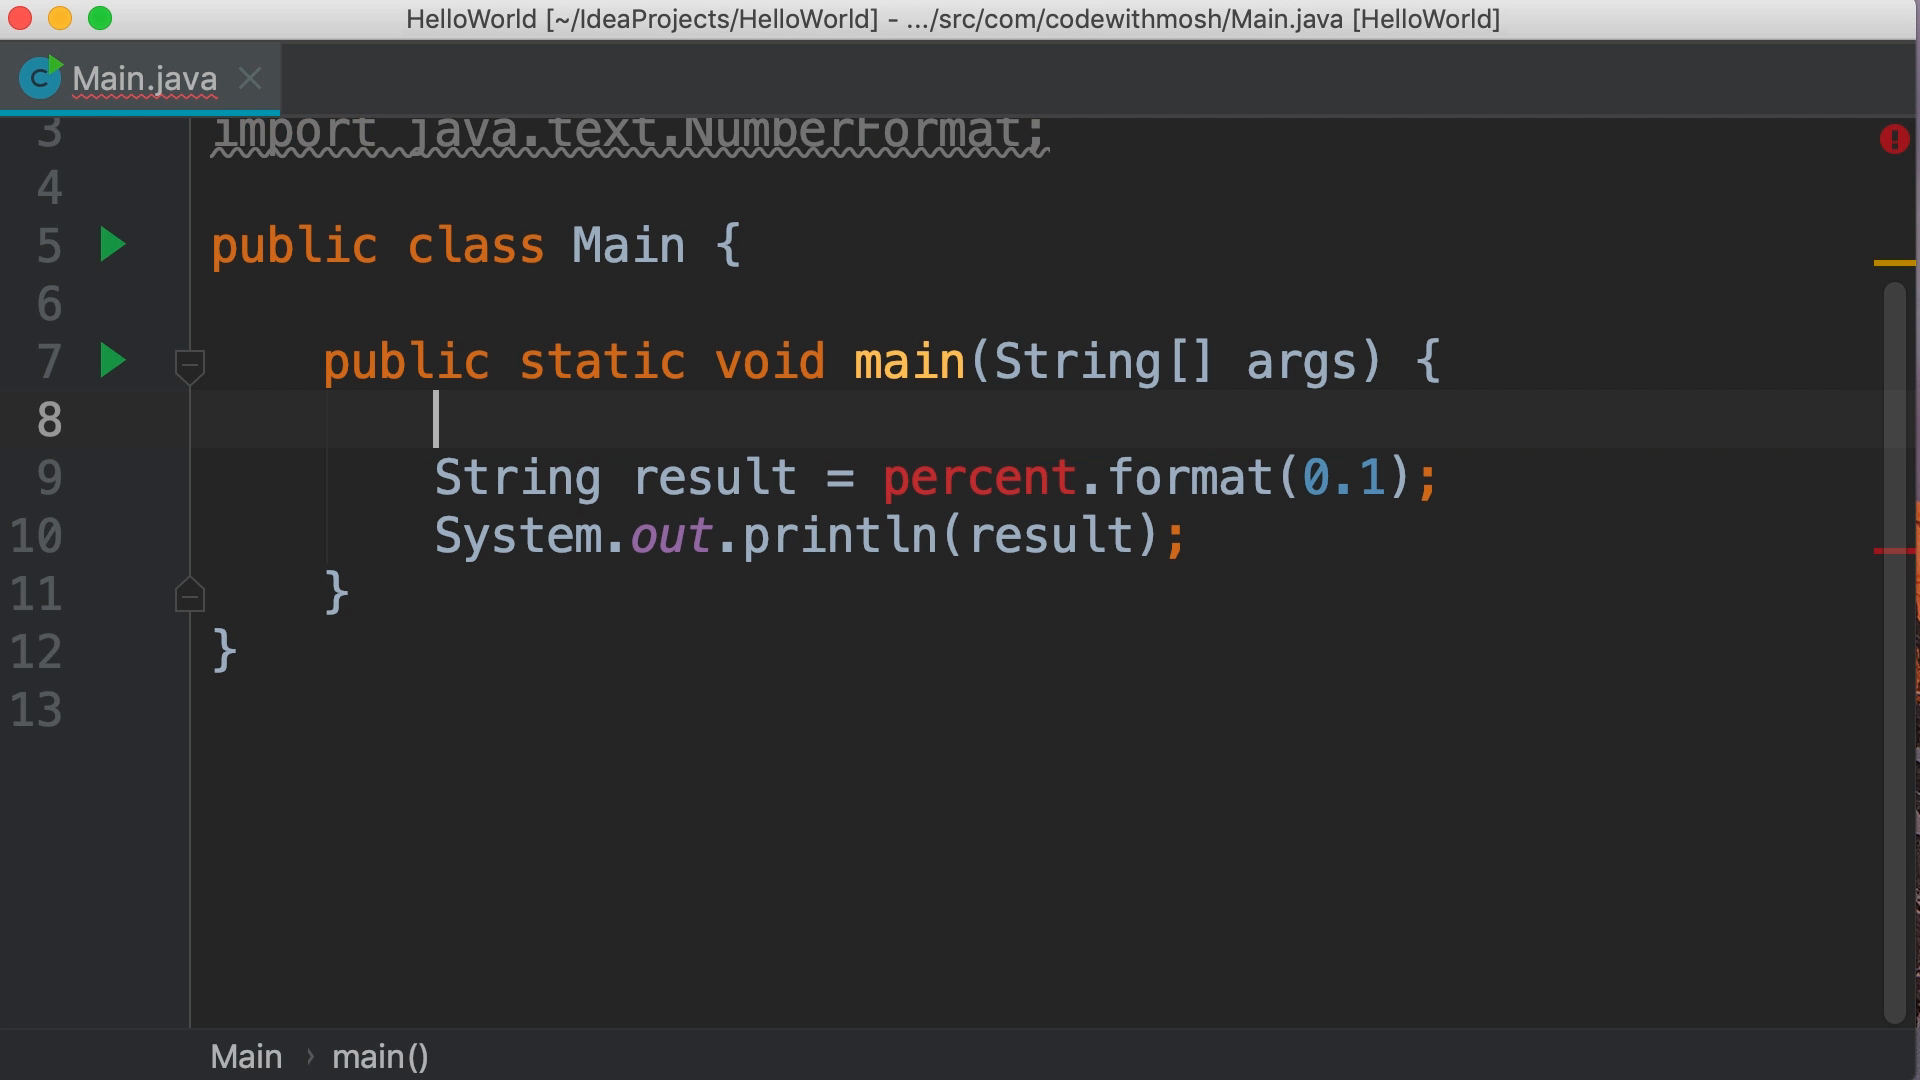 HelloWorld [~/IdeaProjects/HelloWorld] - .../src/com/codewithmosh/Main.java [HelloWorld]
C Main.java
3 import java.text.NumberFormat;
4
5 public class Main {
6
7 public static void main(String[] args) {
8
9 String result = percent.format(0.1);
10 System.out.println(result);
11 }
12 }
13
Main › main()